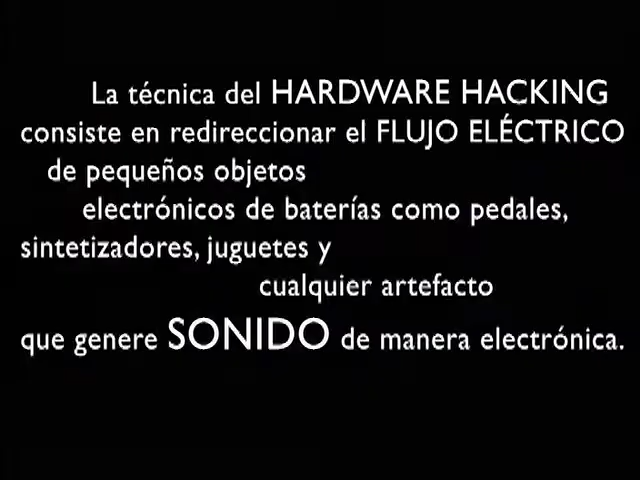 La técnica del HARDWARE HACKING
consiste en redireccionar el FLUJO ELÉCTRICO
de pequeños objetos
electrónicos de baterías como pedales,
sintetizadores, juguetes y
cualquier artefacto
que genere SONIDO de manera electrónica.